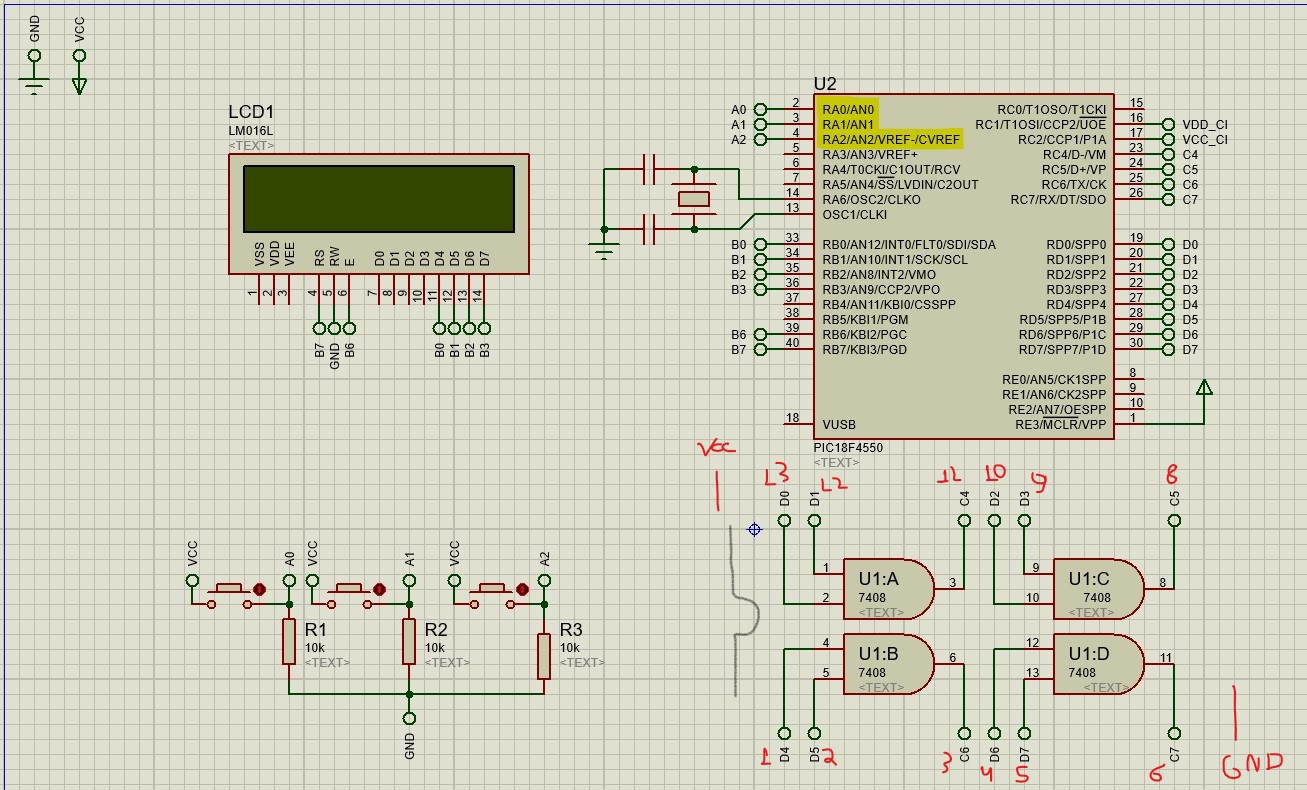 GND
VCC
LCD1
LM016L
<TEXT>
VSS
VDD
VEE
RS
RW
E
D0
D1
D2
D3
D4
D5
D6
D7
1
2
3
4
5
6
7
8
9
10
11
12
13
14
B7
GND
B6
B0
B1
B2
B3
U2
A0 2 RA0/AN0
A1 3 RA1/AN1
A2 4 RA2/AN2/VREF-/CVREF
5 RA3/AN3/VREF+
6 RA4/T0CKI/C1OUT/RCV
7 RA5/AN4/SS/LVDIN/C2OUT
14 RA6/OSC2/CLKO
13 OSC1/CLKI
B0 33 RB0/AN12/INT0/FLT0/SDI/SDA
B1 34 RB1/AN10/INT1/SCK/SCL
B2 35 RB2/AN8/INT2/VMO
B3 36 RB3/AN9/CCP2/VPO
37 RB4/AN11/KBI0/CSSPP
38 RB5/KBI1/PGM
B6 39 RB6/KBI2/PGC
B7 40 RB7/KBI3/PGD
18 VUSB
RC0/T1OSO/T1CKI 15
RC1/T1OSI/CCP2/UOE 16 VDD_CI
RC2/CCP1/P1A 17 VCC_CI
RC4/D-/VM 23 C4
RC5/D+/VP 24 C5
RC6/TX/CK 25 C6
RC7/RX/DT/SDO 26 C7
RD0/SPP0 19 D0
RD1/SPP1 20 D1
RD2/SPP2 21 D2
RD3/SPP3 22 D3
RD4/SPP4 27 D4
RD5/SPP5/P1B 28 D5
RD6/SPP6/P1C 29 D6
RD7/SPP7/P1D 30 D7
RE0/AN5/CK1SPP 8
RE1/AN6/CK2SPP 9
RE2/AN7/OESPP 10
RE3/MCLR/VPP 1
PIC18F4550
<TEXT>
VCC
A0
VCC
A1
VCC
A2
R1
10k
<TEXT>
R2
10k
<TEXT>
R3
10k
<TEXT>
GND
Vcc
13 12 11 10 9 8
D0 D1 C4 D2 D3 C5
1
2
U1:A
7408
<TEXT>
3
9
10
U1:C
7408
<TEXT>
8
4
5
U1:B
7408
<TEXT>
6
12
13
U1:D
7408
<TEXT>
11
D4 D5 C6 D6 D7 C7
1 2 3 4 5 6
GND